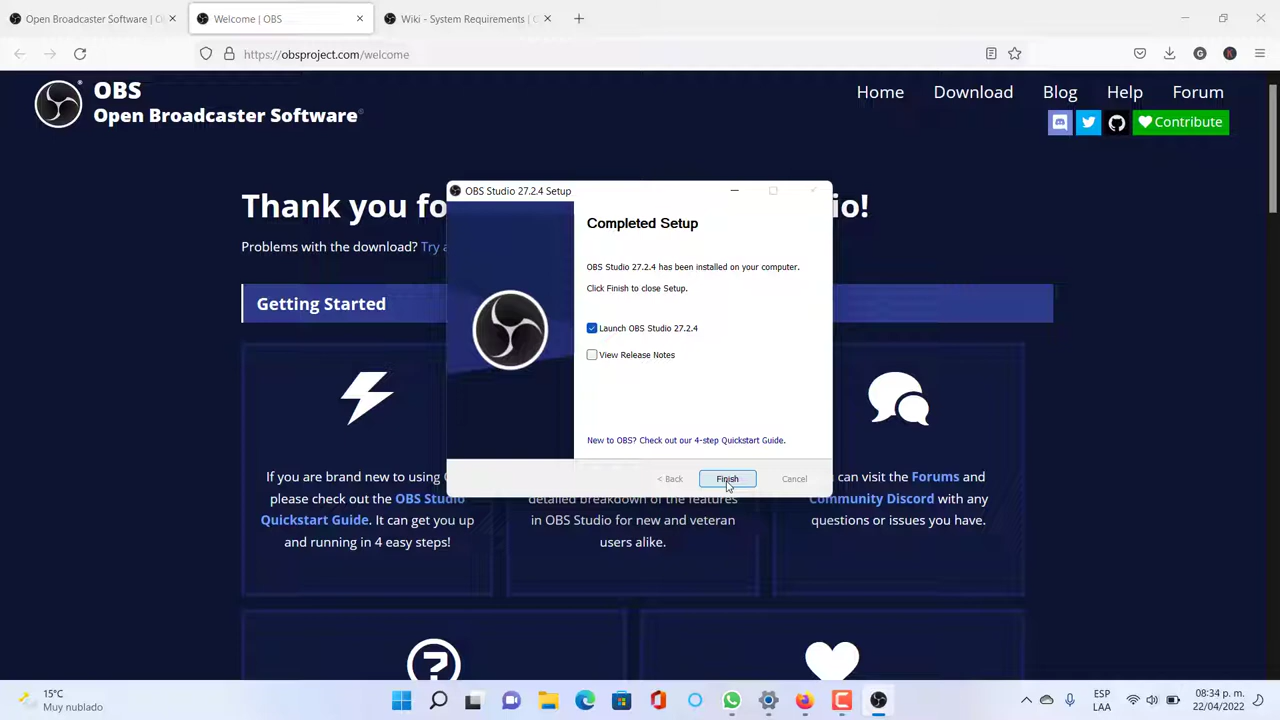 Open Broadcaster Software | O
Welcome | OBS
Wiki - System Requirements | O
https://obsproject.com/welcome
OBS
Open Broadcaster Software
Home Download Blog Help Forum
Contribute
Thank you fo
io!
Problems with the download? Try a
Getting Started
OBS Studio 27.2.4 Setup
Completed Setup
OBS Studio 27.2.4 has been installed on your computer.
Click Finish to close Setup.
Launch OBS Studio 27.2.4
View Release Notes
New to OBS? Check out our 4-step Quickstart Guide.
< Back Finish Cancel
If you are brand new to using O
please check out the OBS Studio
Quickstart Guide. It can get you up
and running in 4 easy steps!
detailed breakdown of the features
in OBS Studio for new and veteran
users alike.
can visit the Forums and
Community Discord with any
questions or issues you have.
15°C
Muy nublado
ESP
LAA
08:34 p. m.
22/04/2022